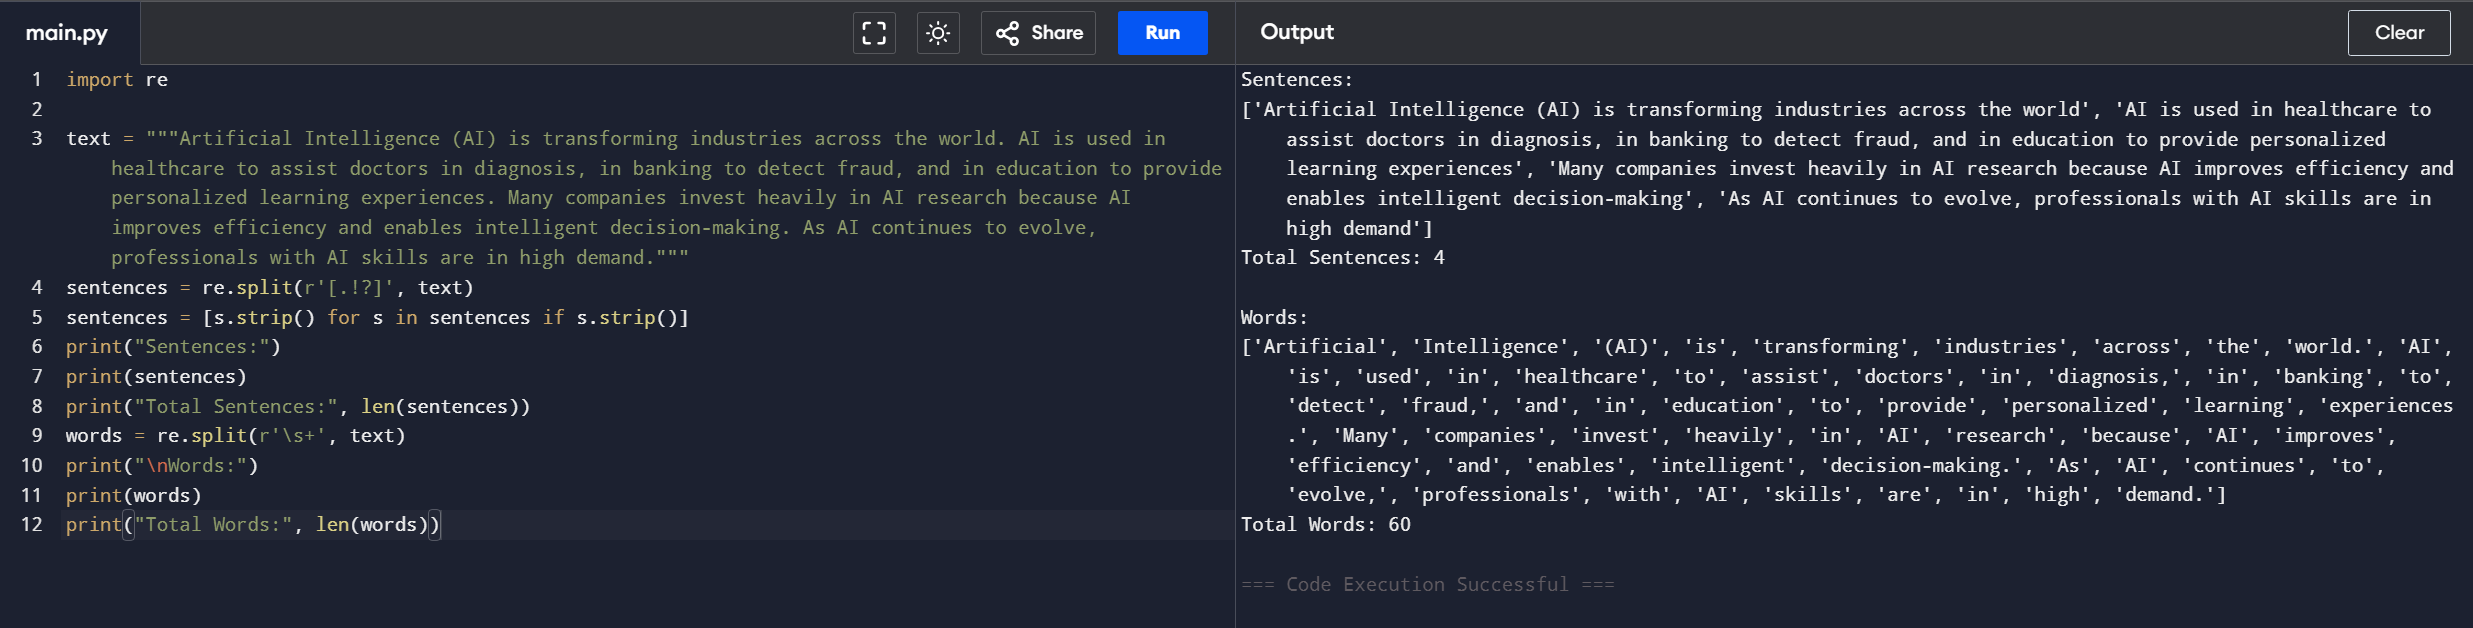 main.py
Share
Run
Output
Clear
1 import re
2
3 text = """Artificial Intelligence (AI) is transforming industries across the world. AI is used in
healthcare to assist doctors in diagnosis, in banking to detect fraud, and in education to provide
personalized learning experiences. Many companies invest heavily in AI research because AI
improves efficiency and enables intelligent decision-making. As AI continues to evolve,
professionals with AI skills are in high demand."""
4 sentences = re.split(r'[.!?]', text)
5 sentences = [s.strip() for s in sentences if s.strip()]
6 print("Sentences:")
7 print(sentences)
8 print("Total Sentences:", len(sentences))
9 words = re.split(r'\s+', text)
10 print("\nWords:")
11 print(words)
12 print("Total Words:", len(words))
Sentences:
['Artificial Intelligence (AI) is transforming industries across the world', 'AI is used in healthcare to
assist doctors in diagnosis, in banking to detect fraud, and in education to provide personalized
learning experiences', 'Many companies invest heavily in AI research because AI improves efficiency and
enables intelligent decision-making', 'As AI continues to evolve, professionals with AI skills are in
high demand']
Total Sentences: 4
Words:
['Artificial', 'Intelligence', '(AI)', 'is', 'transforming', 'industries', 'across', 'the', 'world.', 'AI',
'is', 'used', 'in', 'healthcare', 'to', 'assist', 'doctors', 'in', 'diagnosis,', 'in', 'banking', 'to',
'detect', 'fraud,', 'and', 'in', 'education', 'to', 'provide', 'personalized', 'learning', 'experiences
.', 'Many', 'companies', 'invest', 'heavily', 'in', 'AI', 'research', 'because', 'AI', 'improves',
'efficiency', 'and', 'enables', 'intelligent', 'decision-making.', 'As', 'AI', 'continues', 'to',
'evolve,', 'professionals', 'with', 'AI', 'skills', 'are', 'in', 'high', 'demand.']
Total Words: 60
=== Code Execution Successful ===